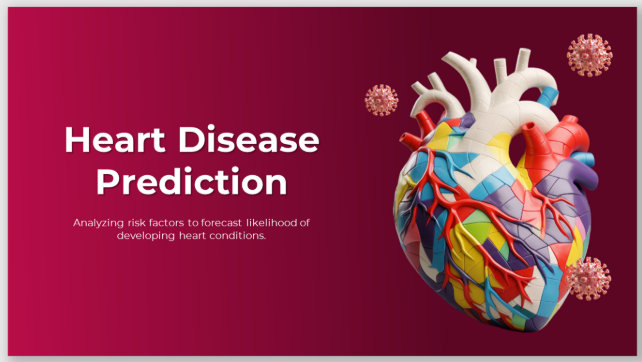 Heart Disease
Prediction
Analyzing risk factors to forecast likelihood of
developing heart conditions.